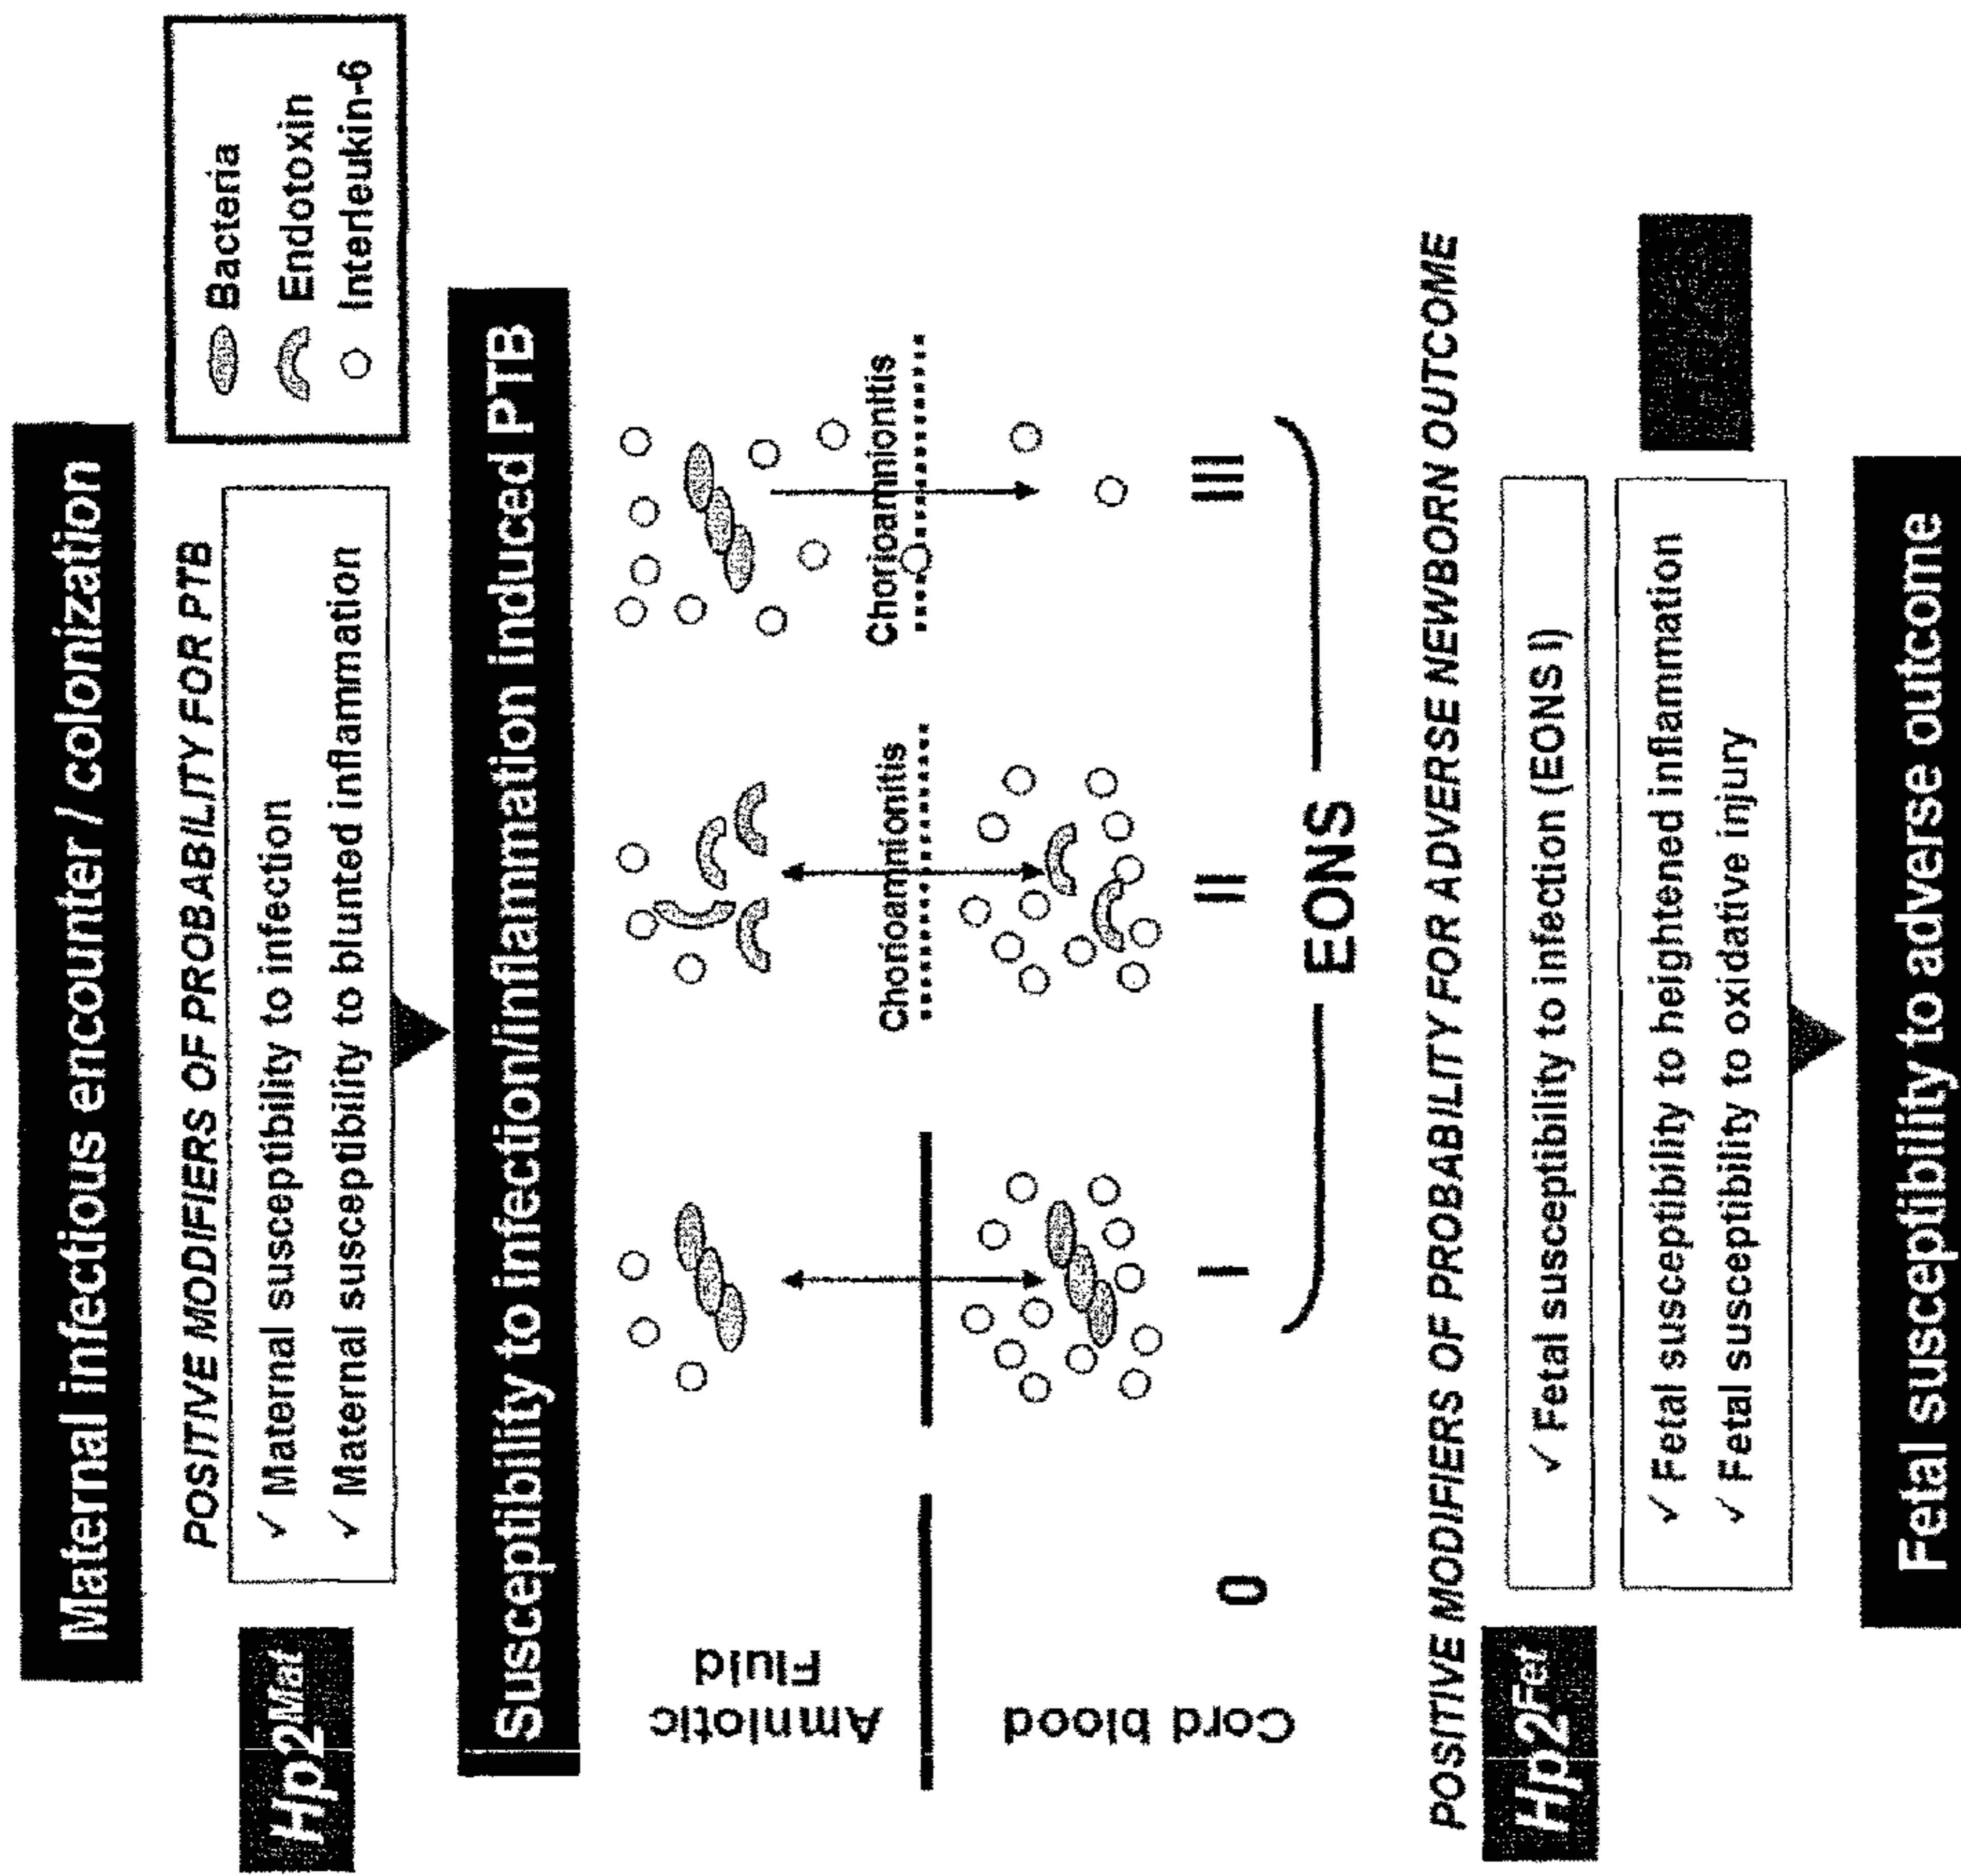 Maternal infectious encounter / colonization
Bacteria
Endotoxin
Interleukin-6
POSITIVE MODIFIERS OF PROBABILITY FOR PTB
Hp2Mat
✓ Maternal susceptibility to infection
✓ Maternal susceptibility to blunted inflammation
Susceptibility to infection/inflammation induced PTB
Amniotic
Fluid
Chorioamnionitis
Chorioamnionitis
Cord blood
0
I
II
III
EONS
POSITIVE MODIFIERS OF PROBABILITY FOR ADVERSE NEWBORN OUTCOME
Hp2Fet
✓ Fetal susceptibility to infection (EONS I)
✓ Fetal susceptibility to heightened inflammation
✓ Fetal susceptibility to oxidative injury
Fetal susceptibility to adverse outcome